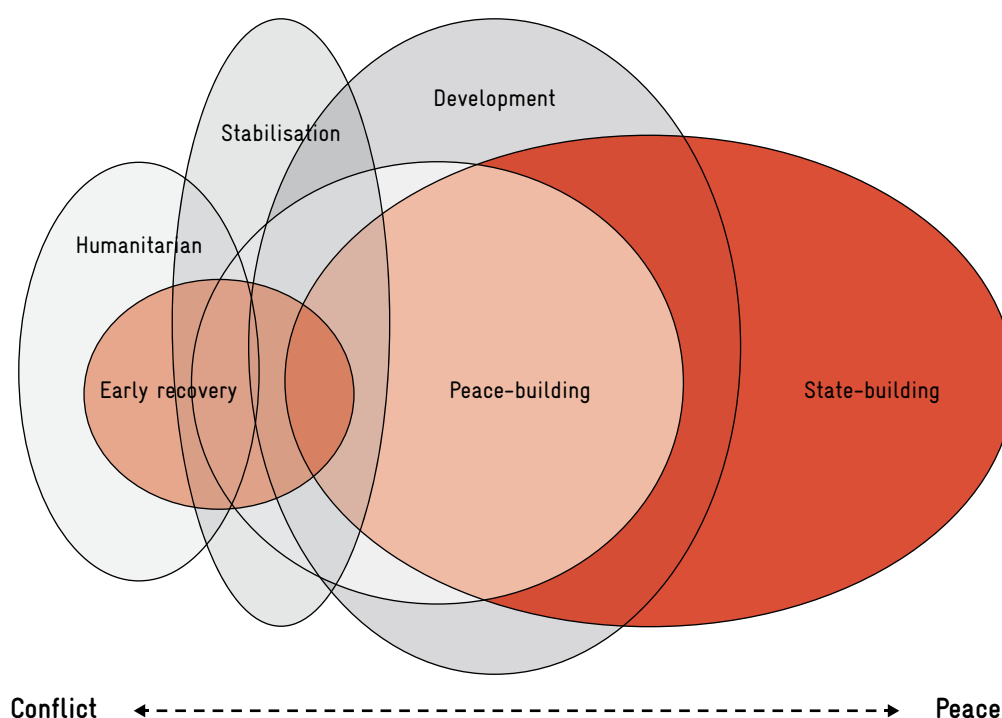 Development
Stabilisation
Humanitarian
Early recovery
Peace-building
State-building
Conflict
Peace